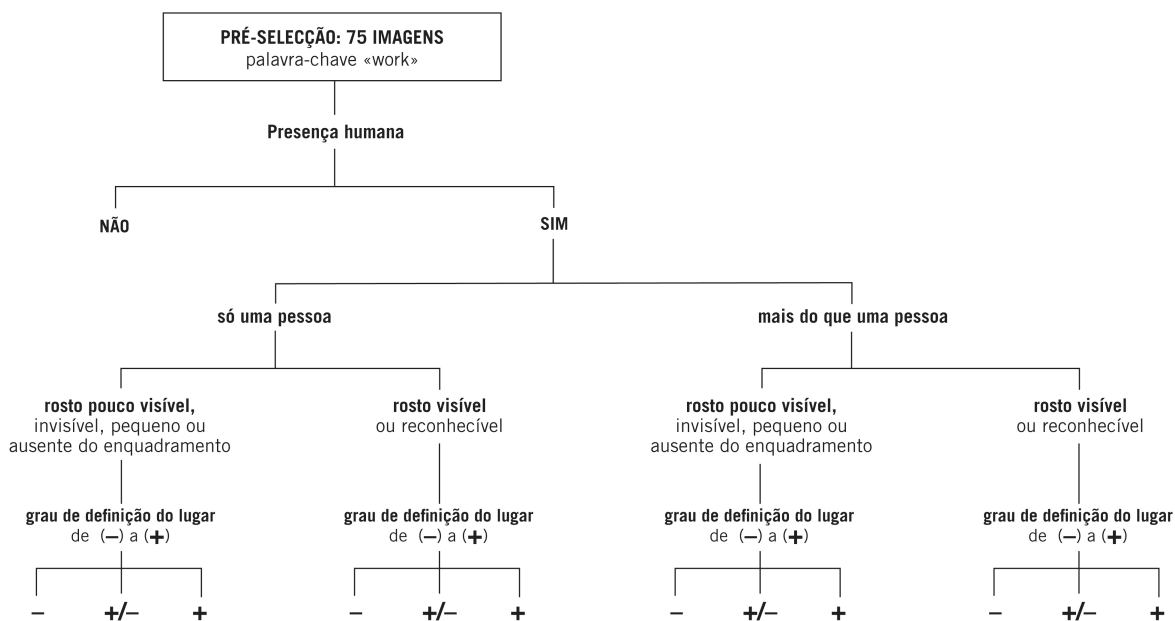 PRÉ-SELECÇÃO: 75 IMAGENS
palavra-chave «work»
Presença humana
NÃO
SIM
só uma pessoa
mais do que uma pessoa
rosto pouco visível,
invisível, pequeno ou
ausente do enquadramento
rosto visível
ou reconhecível
rosto pouco visível,
invisível, pequeno ou
ausente do enquadramento
rosto visível
ou reconhecível
grau de definição do lugar
de (–) a (+)
grau de definição do lugar
de (–) a (+)
grau de definição do lugar
de (–) a (+)
grau de definição do lugar
de (–) a (+)
– +/– +
– +/– +
– +/– +
– +/– +